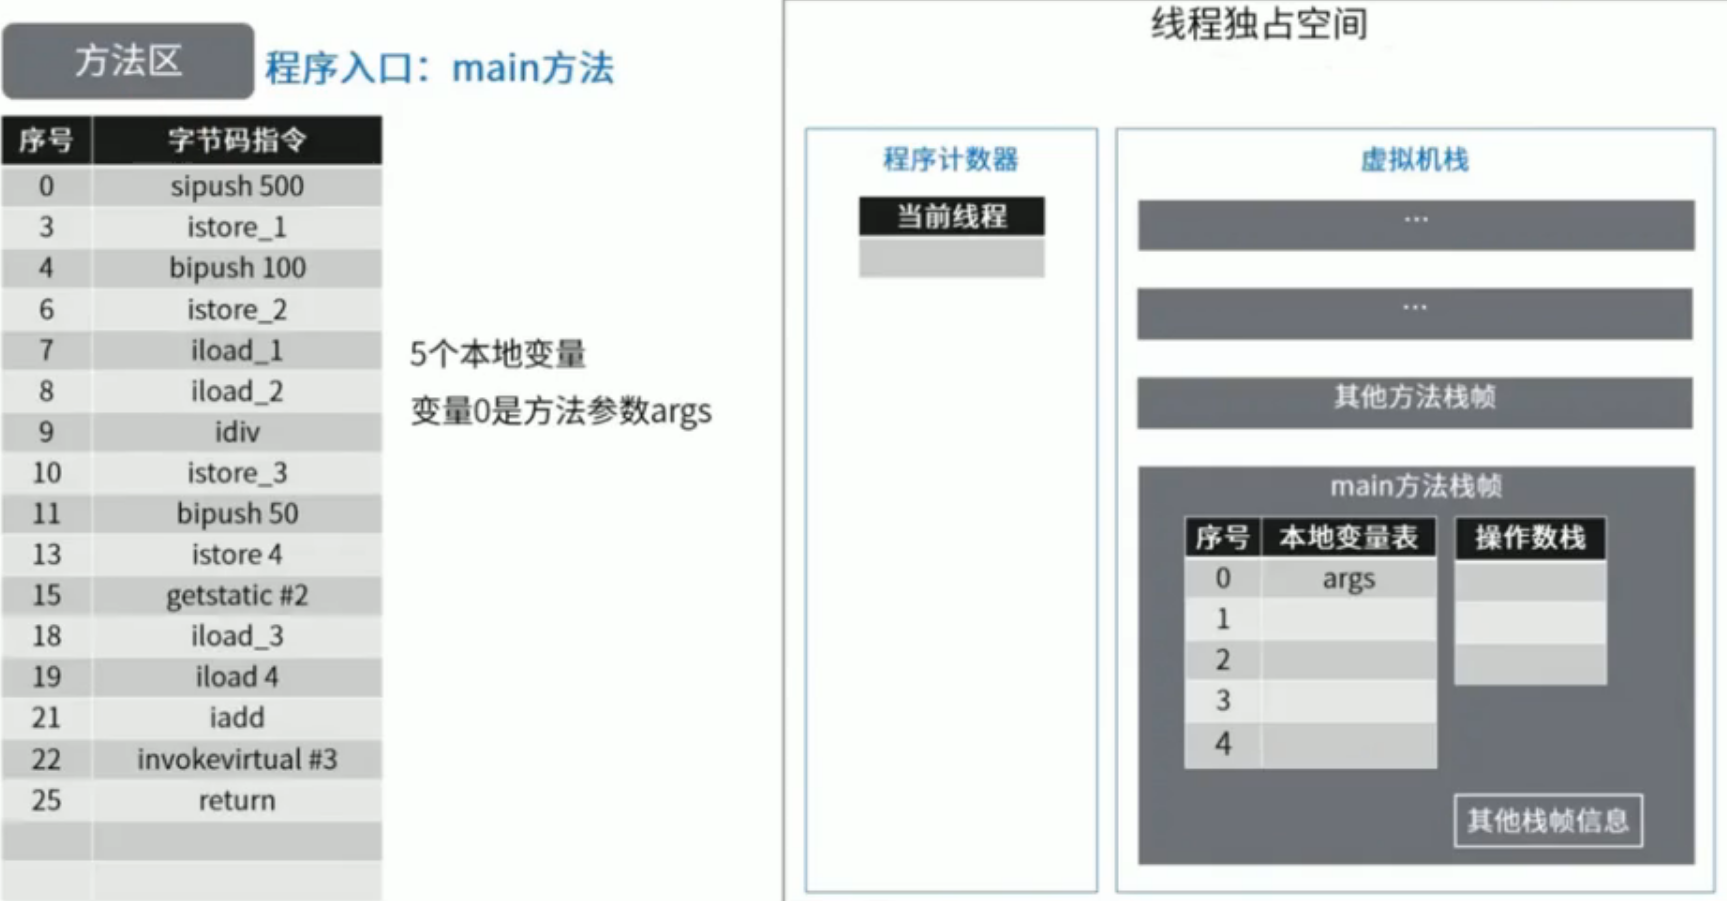 方法区
程序入口：main方法
序号 字节码指令
0 sipush 500
3 istore_1
4 bipush 100
6 istore_2
7 iload_1
8 iload_2
9 idiv
10 istore_3
11 bipush 50
13 istore 4
15 getstatic #2
18 iload_3
19 iload 4
21 iadd
22 invokevirtual #3
25 return
5个本地变量
变量0是方法参数args
线程独占空间
程序计数器
当前线程
虚拟机栈
...
...
其他方法栈帧
main方法栈帧
序号 本地变量表
0 args
1
2
3
4
操作数栈
其他栈帧信息